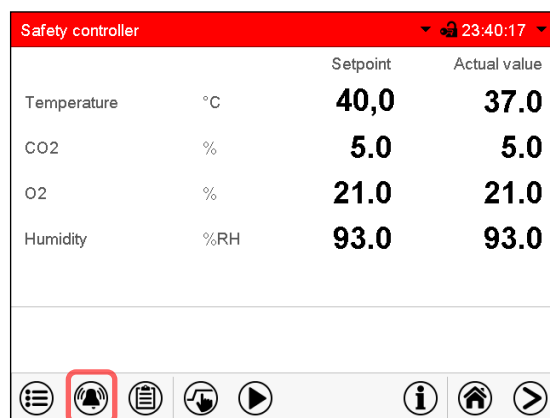 Safety controller 23:40:17
Setpoint Actual value
Temperature °C 40,0 37.0
CO2 % 5.0 5.0
O2 % 21.0 21.0
Humidity %RH 93.0 93.0